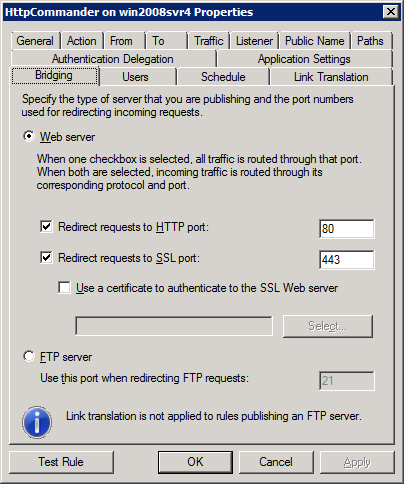 HttpCommander on win2008svr4 Properties
General Action From To Traffic Listener Public Name Paths
Authentication Delegation Application Settings
Bridging Users Schedule Link Translation
Specify the type of server that you are publishing and the port numbers
used for redirecting incoming requests.
Web server
When one checkbox is selected, all traffic is routed through that port.
When both are selected, incoming traffic is routed through its
corresponding protocol and port.
Redirect requests to HTTP port: 80
Redirect requests to SSL port: 443
Use a certificate to authenticate to the SSL Web server
Select...
FTP server
Use this port when redirecting FTP requests: 21
Link translation is not applied to rules publishing an FTP server.
Test Rule OK Cancel Apply